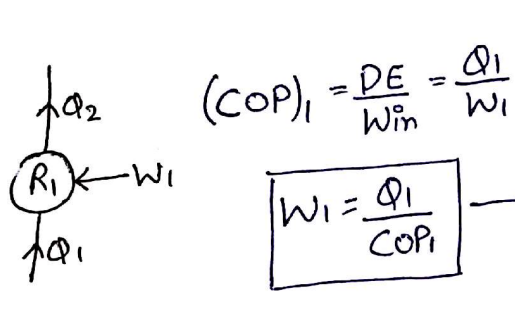 Q2
R1
W1
Q1
(COP)1 = DE/Win = Q1/W1
W1 = Q1/COP1